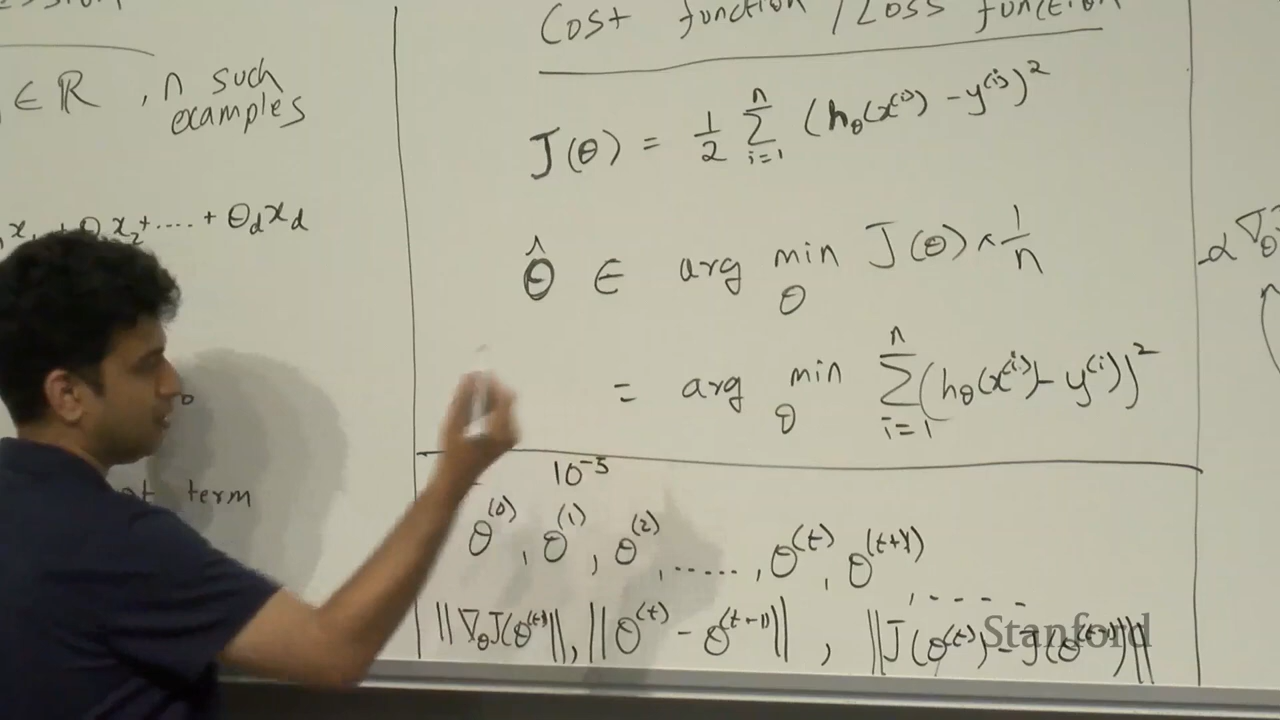 ∈ ℝ , n such
examples
+ θ_d x_d
term
Cost function / Loss function
J(θ) = 1/2 Σ_{i=1}^{n} (h_θ(x^(i)) - y^(i))^2
θ̂ ∈ arg min_θ J(θ) × 1/n
= arg min_θ Σ_{i=1}^{n} (h_θ(x^(i)) - y^(i))^2
10^-5
θ^(0), θ^(1), θ^(2), ....., θ^(t), θ^(t+1)
, - - - -
||∇_θ J(θ^(t))||, ||θ^(t) - θ^(t-1)|| , ||J(θ^(t)) - J(θ^(t-1))||
-α ∇_θ
Stanford